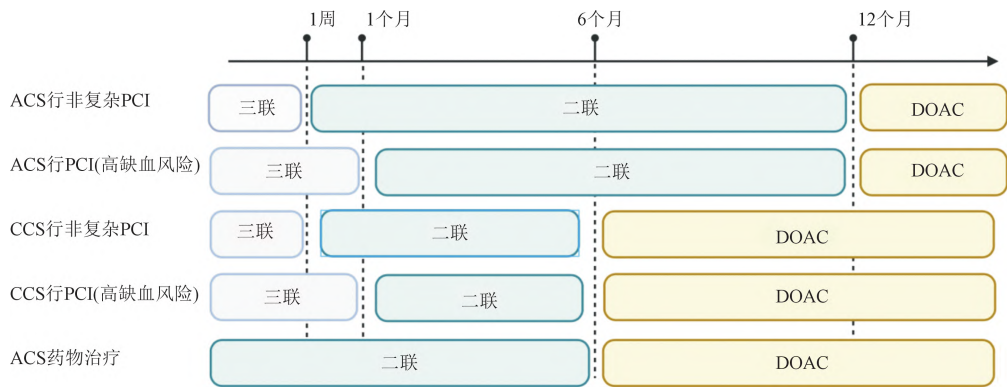 1周 1个月 6个月 12个月
ACS行非复杂PCI 三联 二联 DOAC
ACS行PCI(高缺血风险) 三联 二联 DOAC
CCS行非复杂PCI 三联 二联 DOAC
CCS行PCI(高缺血风险) 三联 二联 DOAC
ACS药物治疗 二联 DOAC